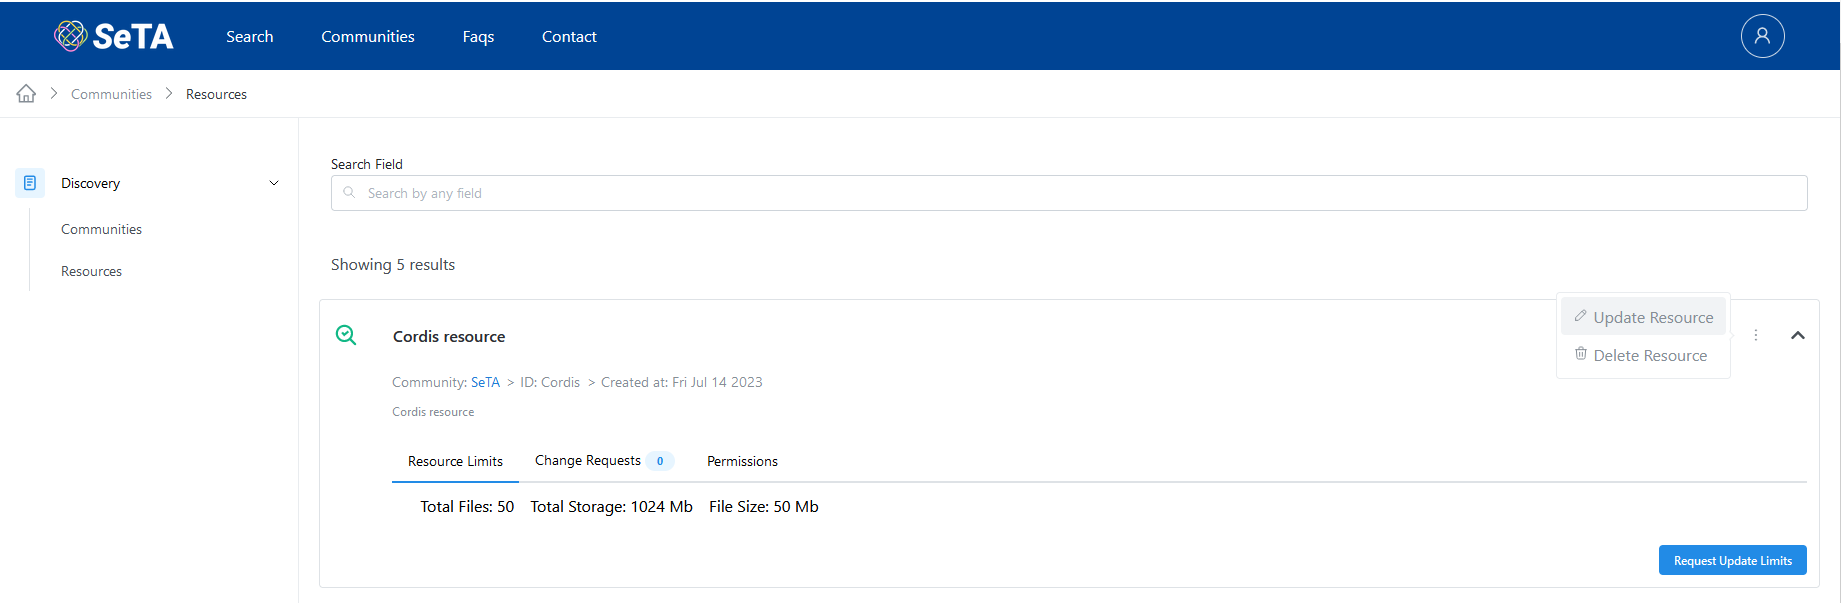 SeTA Search Communities Faqs Contact
Communities Resources
Discovery
Communities
Resources
Search Field
Search by any field
Showing 5 results
Update Resource
Delete Resource
Cordis resource
Community: SeTA > ID: Cordis > Created at: Fri Jul 14 2023
Cordis resource
Resource Limits Change Requests 0 Permissions
Total Files: 50 Total Storage: 1024 Mb File Size: 50 Mb
Request Update Limits